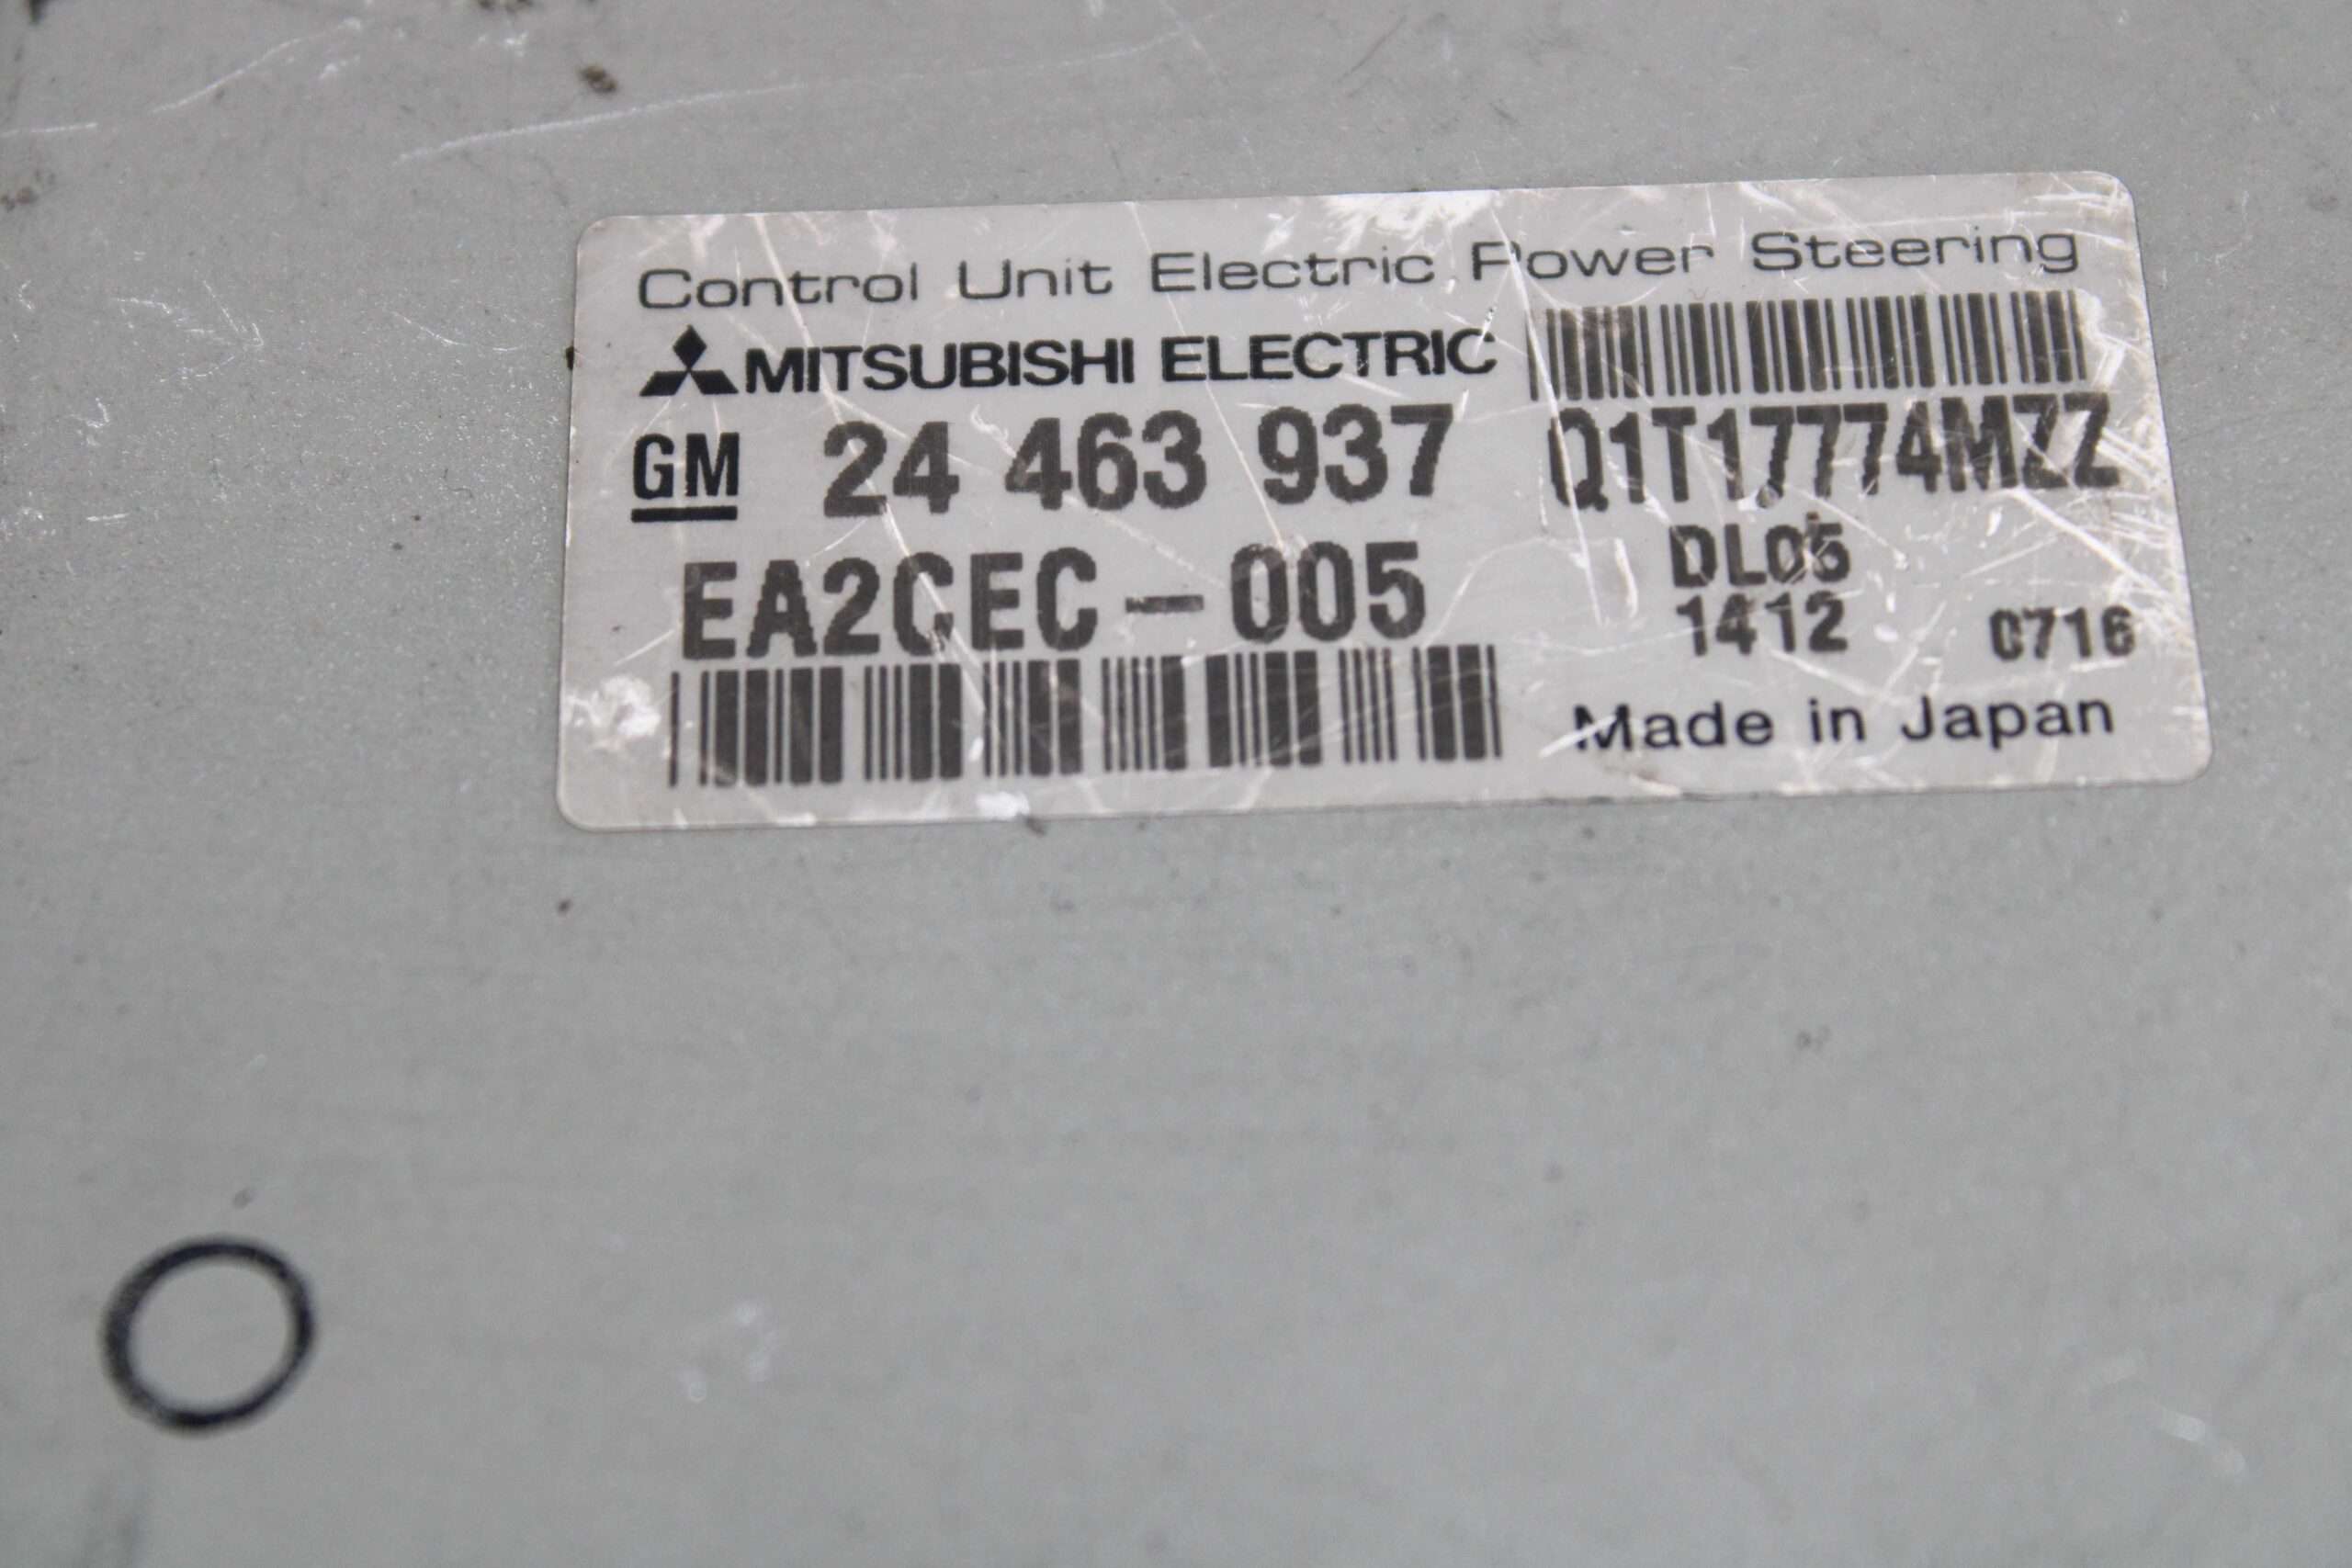 Control Unit Electric Power Steering
MITSUBISHI ELECTRIC
GM 24 463 937 Q1T17774MZZ
EA2CEC-005 DL05
1412 0716
Made in Japan